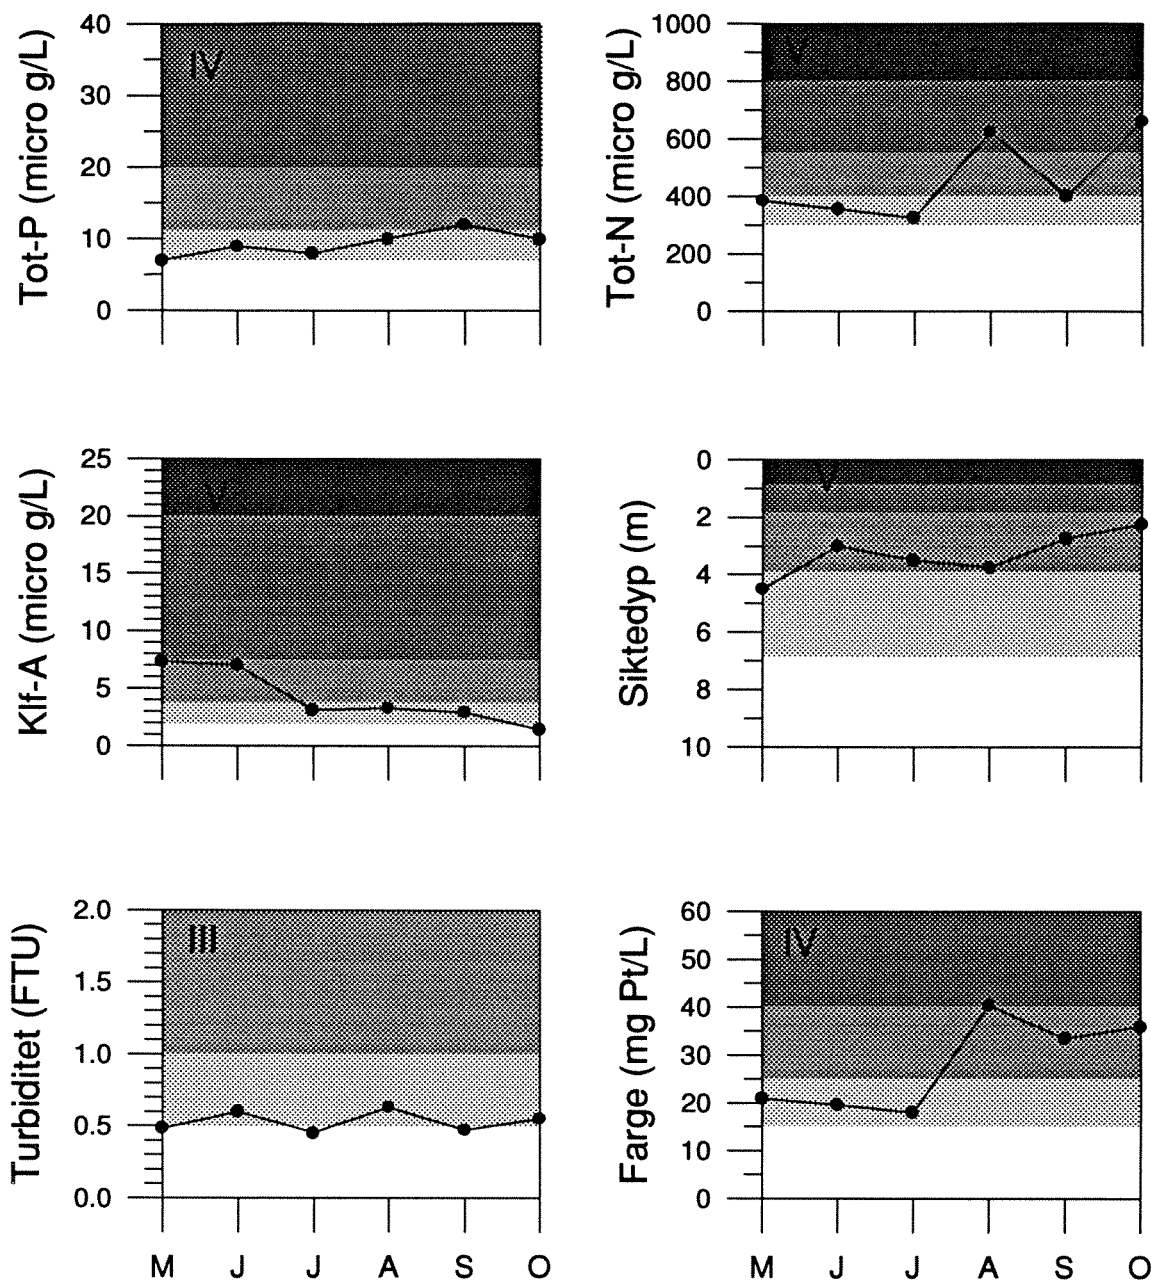 Tot-P (micro g/L)
40
30
20
10
0
IV
Tot-N (micro g/L)
1000
800
600
400
200
0
V
Klf-A (micro g/L)
25
20
15
10
5
0
V
Siktedyp (m)
0
2
4
6
8
10
V
Turbiditet (FTU)
2.0
1.5
1.0
0.5
0.0
III
M J J A S O
Farge (mg Pt/L)
60
50
40
30
20
10
0
IV
M J J A S O